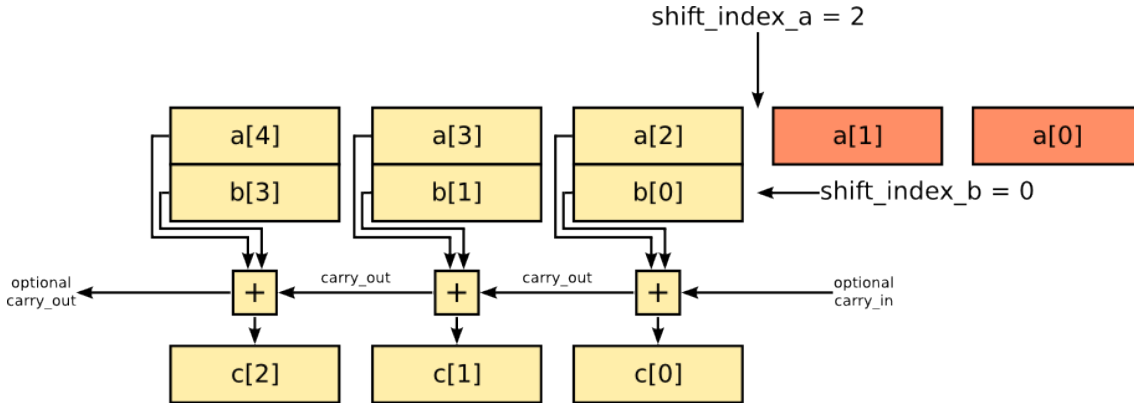 shift_index_a = 2
a[4] a[3] a[2] a[1] a[0]
b[3] b[1] b[0] shift_index_b = 0
optional
carry_out
+ carry_out + carry_out + optional
carry_in
c[2] c[1] c[0]